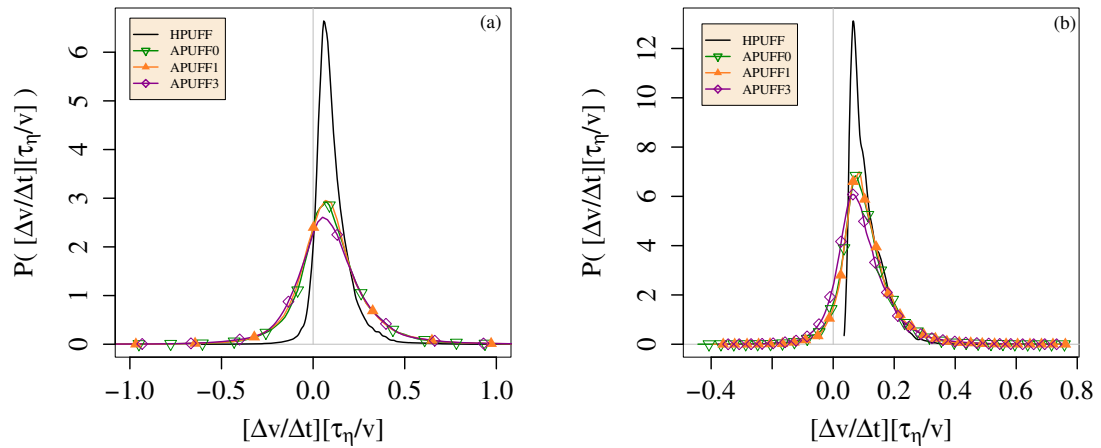 (a)
HPUFF
APUFF0
APUFF1
APUFF3
P( [Δv/Δt][τη/v] )
0 1 2 3 4 5 6
−1.0 −0.5 0.0 0.5 1.0
[Δv/Δt][τη/v]
(b)
HPUFF
APUFF0
APUFF1
APUFF3
P( [Δv/Δt][τη/v] )
0 2 4 6 8 10 12
−0.4 0.0 0.2 0.4 0.6 0.8
[Δv/Δt][τη/v]